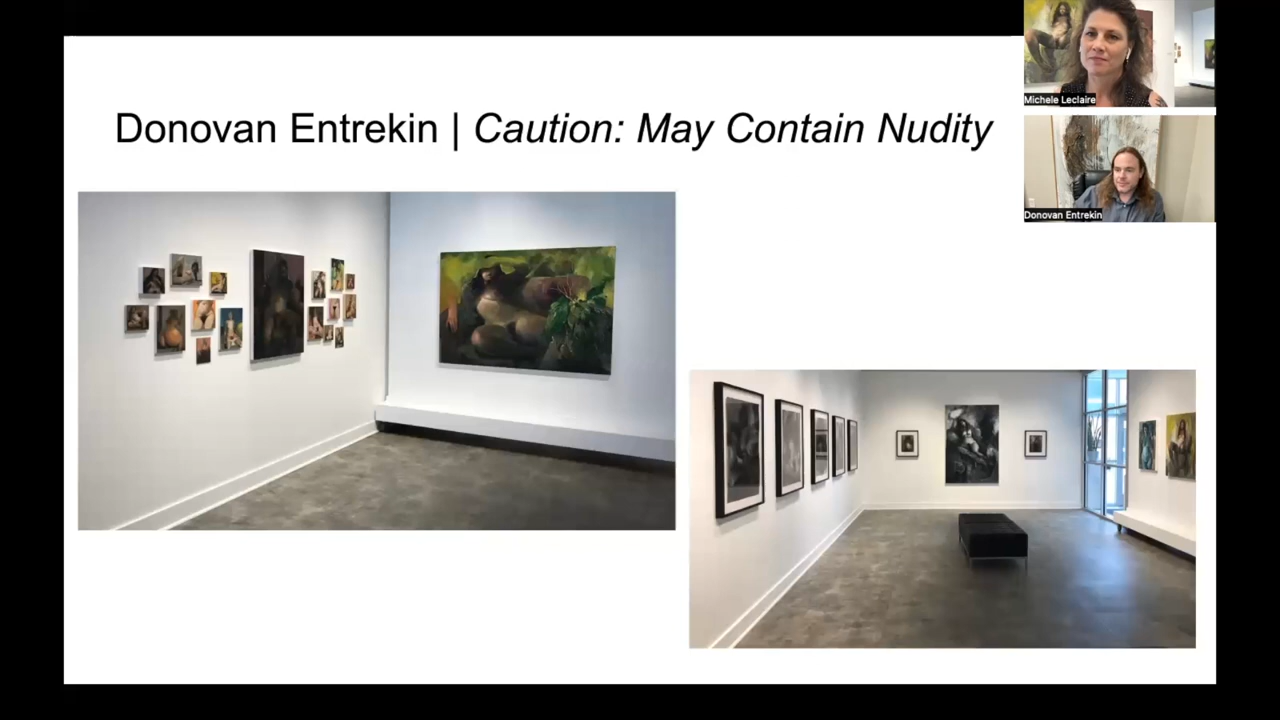 Donovan Entrekin | Caution: May Contain Nudity
Michele Leclaire
Donovan Entrekin